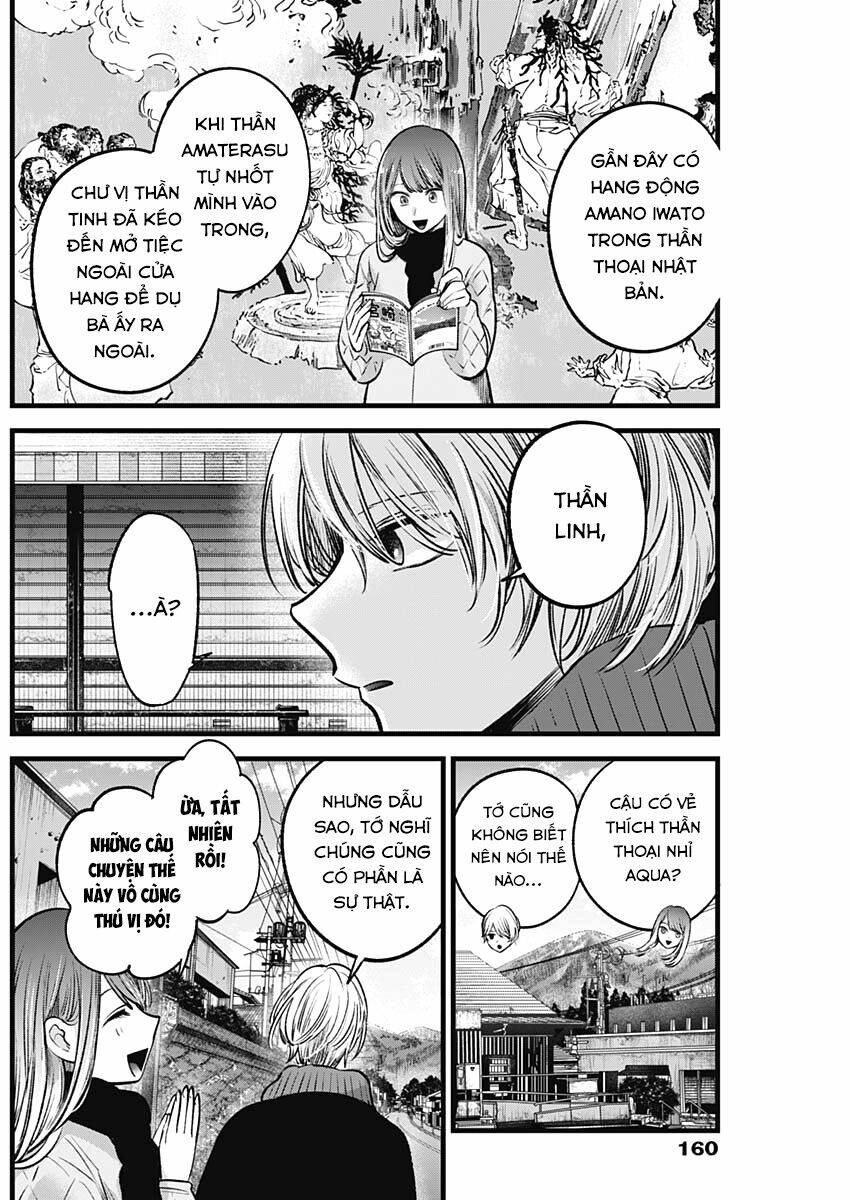 GẦN ĐÂY CÓ
HANG ĐỘNG
AMANO IWATO
TRONG THẦN
THOẠI NHẬT
BẢN.
KHI THẦN
AMATERASU
TỰ NHỐT
MÌNH VÀO
TRONG,
CHƯ VỊ THẦN
TINH ĐÃ KÉO
ĐẾN MỞ TIỆC
NGOÀI CỬA
HANG ĐỂ DỤ
BÀ ẤY RA
NGOÀI.
宮崎
THẦN
LINH,
...À?
CẬU CÓ VẺ
THÍCH THẦN
THOẠI NHỈ
AQUA?
TỚ CŨNG
KHÔNG BIẾT
NÊN NÓI THẾ
NÀO...
NHƯNG DẪU
SAO, TỚ NGHĨ
CHÚNG CŨNG
CÓ PHẦN LÀ
SỰ THẬT.
ỪA, TẤT
NHIÊN
RỒI!
NHỮNG CÂU
CHUYỆN THẾ
NÀY VÔ CÙNG
THÚ VỊ ĐÓ!
160